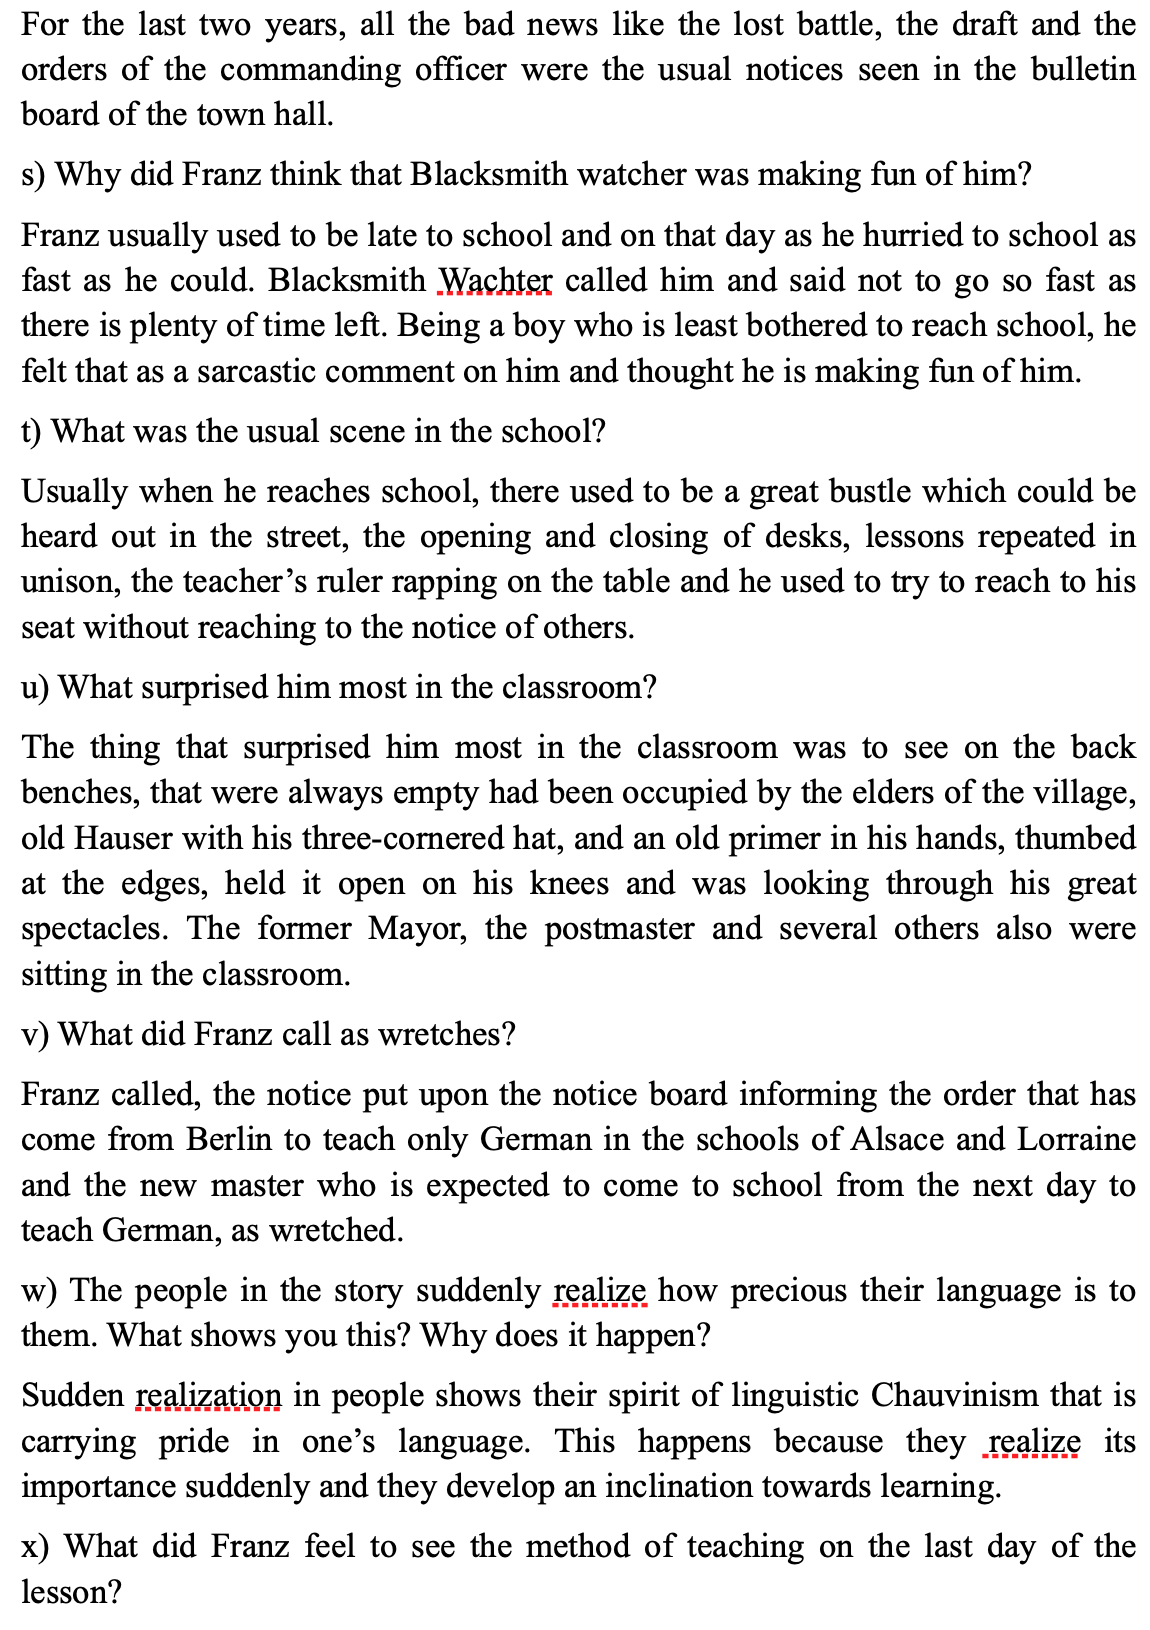 For the last two years, all the bad news like the lost battle, the draft and the
orders of the commanding officer were the usual notices seen in the bulletin
board of the town hall.
s) Why did Franz think that Blacksmith watcher was making fun of him?
Franz usually used to be late to school and on that day as he hurried to school as
fast as he could. Blacksmith Wachter called him and said not to go so fast as
there is plenty of time left. Being a boy who is least bothered to reach school, he
felt that as a sarcastic comment on him and thought he is making fun of him.
t) What was the usual scene in the school?
Usually when he reaches school, there used to be a great bustle which could be
heard out in the street, the opening and closing of desks, lessons repeated in
unison, the teacher’s ruler rapping on the table and he used to try to reach to his
seat without reaching to the notice of others.
u) What surprised him most in the classroom?
The thing that surprised him most in the classroom was to see on the back
benches, that were always empty had been occupied by the elders of the village,
old Hauser with his three-cornered hat, and an old primer in his hands, thumbed
at the edges, held it open on his knees and was looking through his great
spectacles. The former Mayor, the postmaster and several others also were
sitting in the classroom.
v) What did Franz call as wretches?
Franz called, the notice put upon the notice board informing the order that has
come from Berlin to teach only German in the schools of Alsace and Lorraine
and the new master who is expected to come to school from the next day to
teach German, as wretched.
w) The people in the story suddenly realize how precious their language is to
them. What shows you this? Why does it happen?
Sudden realization in people shows their spirit of linguistic Chauvinism that is
carrying pride in one’s language. This happens because they realize its
importance suddenly and they develop an inclination towards learning.
x) What did Franz feel to see the method of teaching on the last day of the
lesson?